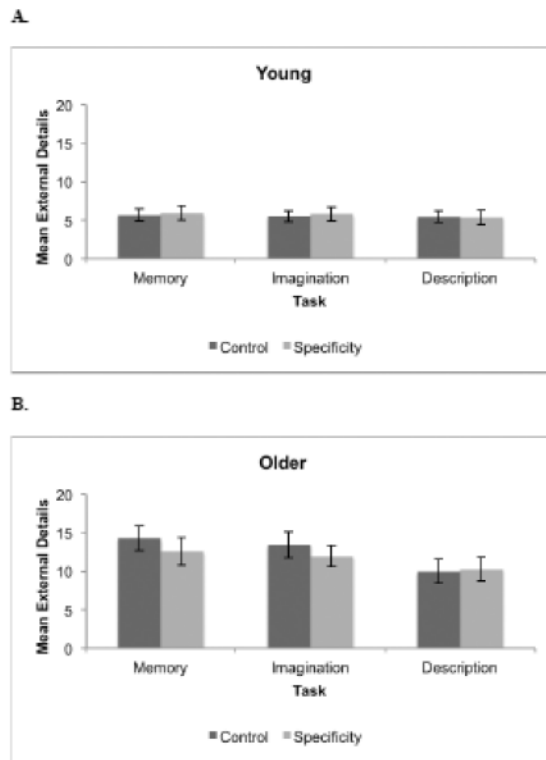 A.
Young
Mean External Details
20
15
10
5
0
Memory Imagination Description
Task
Control Specificity
B.
Older
Mean External Details
20
15
10
5
0
Memory Imagination Description
Task
Control Specificity